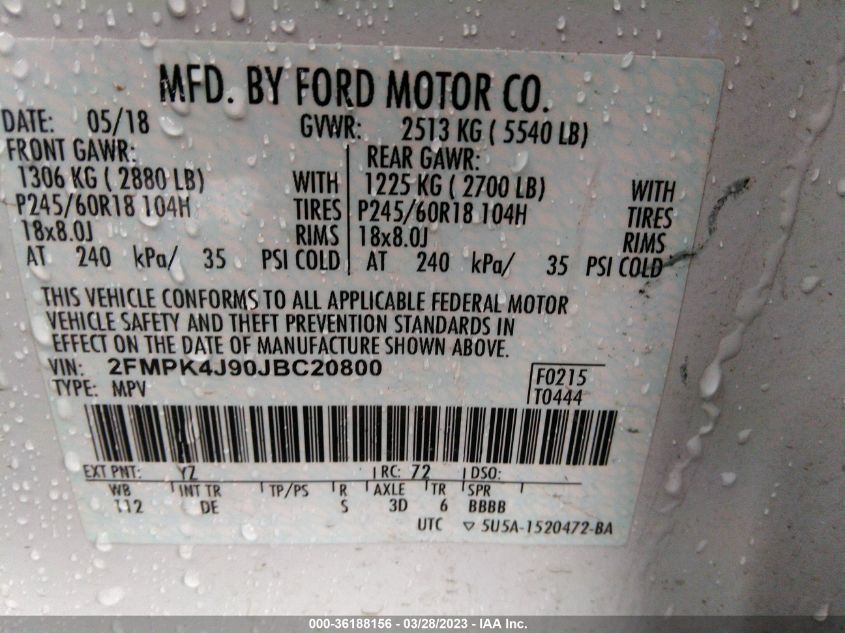 MFD. BY FORD MOTOR CO.
DATE: 05/18 GVWR: 2513 KG ( 5540 LB)
FRONT GAWR: REAR GAWR:
1306 KG ( 2880 LB) WITH 1225 KG ( 2700 LB) WITH
P245/60R18 104H TIRES P245/60R18 104H TIRES
18x8.0J RIMS 18x8.0J RIMS
AT 240 kPa/ 35 PSI COLD AT 240 kPa/ 35 PSI COLD
THIS VEHICLE CONFORMS TO ALL APPLICABLE FEDERAL MOTOR
VEHICLE SAFETY AND THEFT PREVENTION STANDARDS IN
EFFECT ON THE DATE OF MANUFACTURE SHOWN ABOVE.
VIN: 2FMPK4J90JBC20800 F0215
TYPE: MPV T0444
EXT PNT: YZ RC: 72 DSO:
WB INT TR TP/PS R AXLE TR SPR
112 DE S 3D 6 BBBB
UTC ▽ 5U5A-1520472-BA
000-36188156 - 03/28/2023 - IAA Inc.